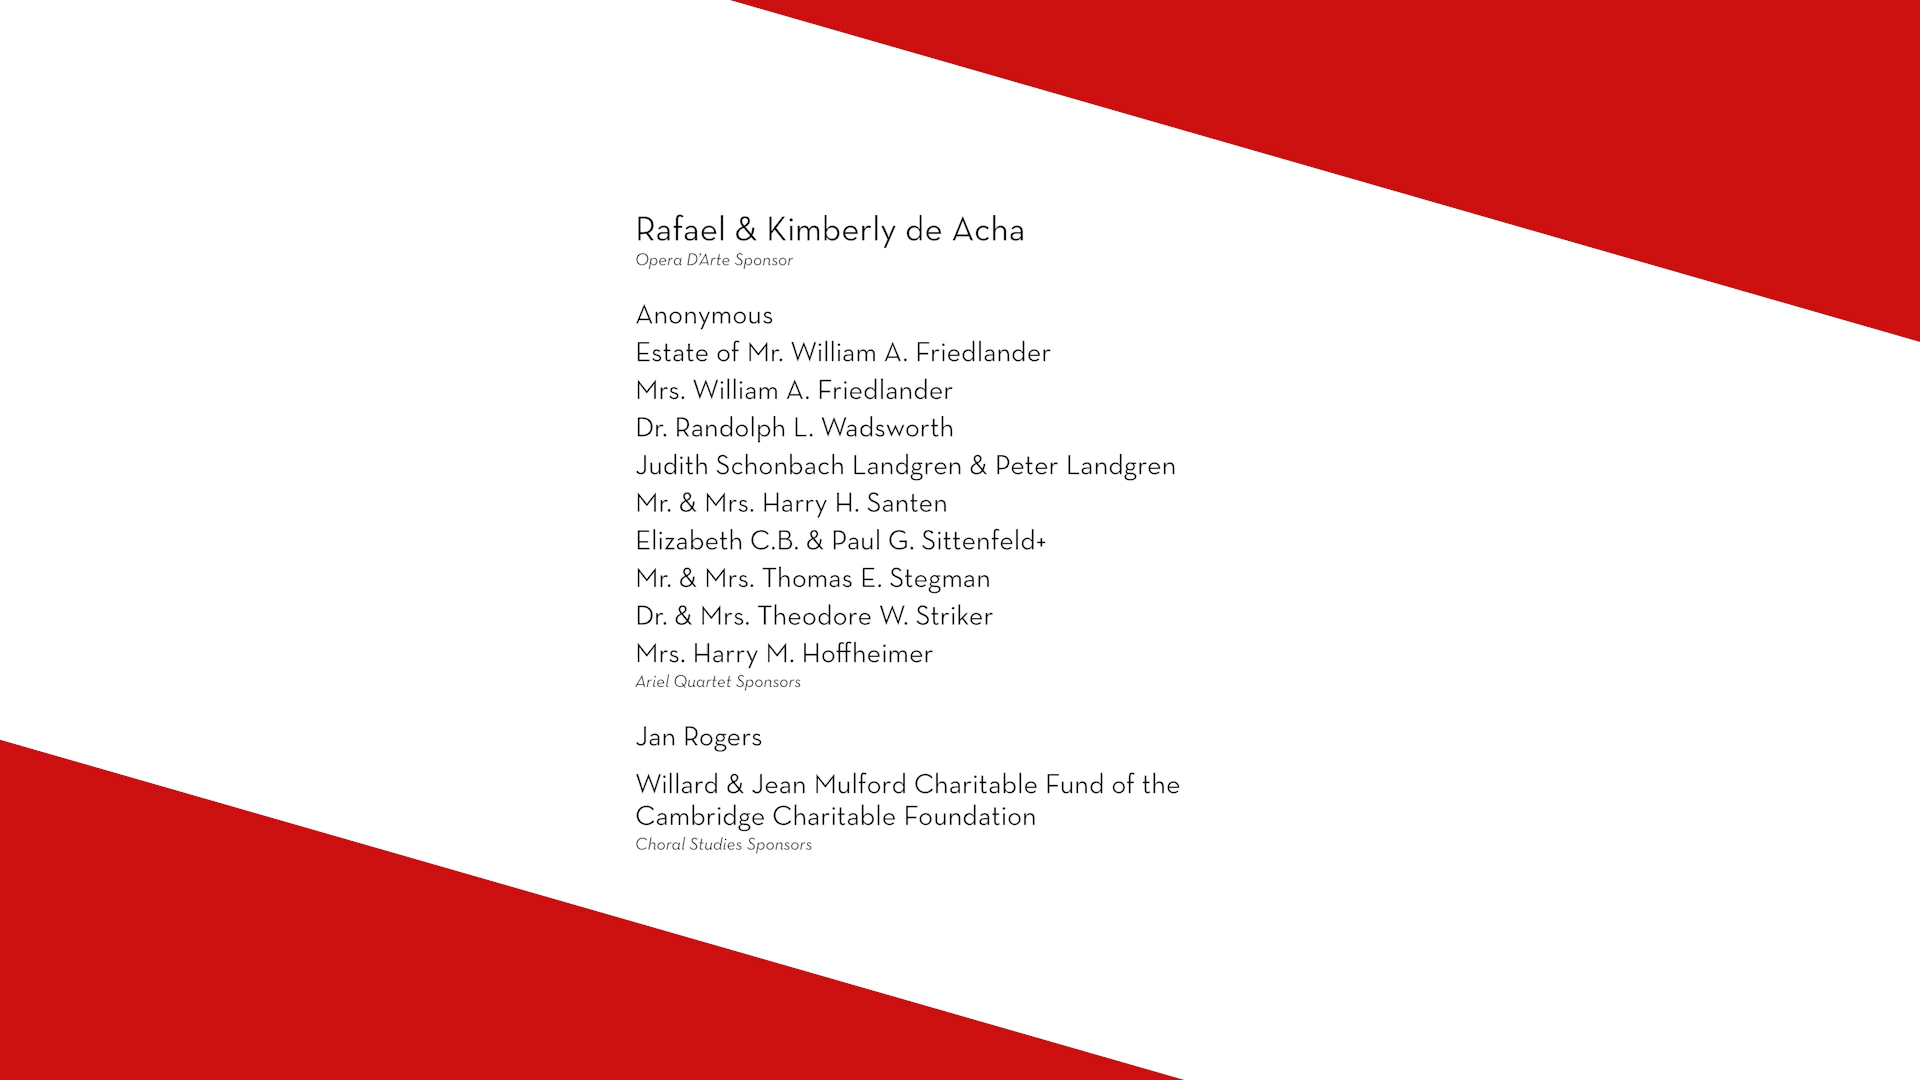 Rafael & Kimberly de Acha
Opera D'Arte Sponsor
Anonymous
Estate of Mr. William A. Friedlander
Mrs. William A. Friedlander
Dr. Randolph L. Wadsworth
Judith Schonbach Landgren & Peter Landgren
Mr. & Mrs. Harry H. Santen
Elizabeth C.B. & Paul G. Sittenfeld+
Mr. & Mrs. Thomas E. Stegman
Dr. & Mrs. Theodore W. Striker
Mrs. Harry M. Hoffheimer
Ariel Quartet Sponsors
Jan Rogers
Willard & Jean Mulford Charitable Fund of the
Cambridge Charitable Foundation
Choral Studies Sponsors